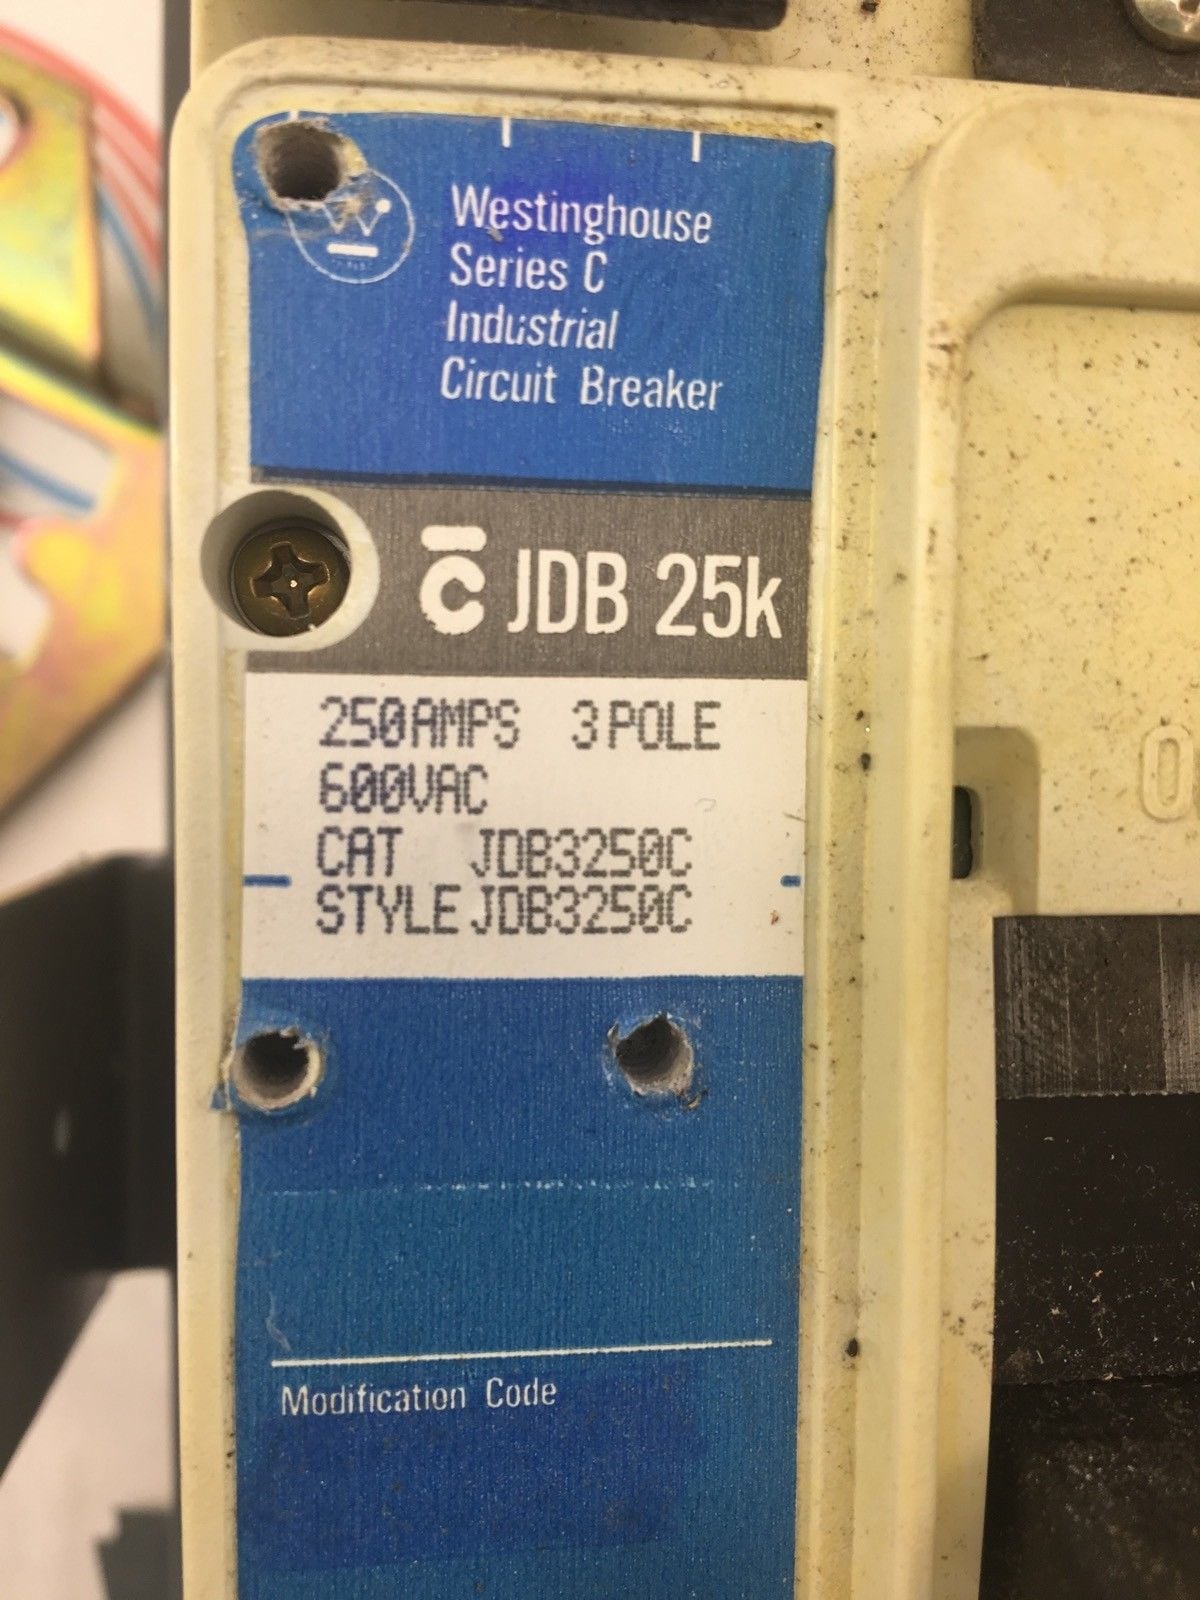 W
Westinghouse
Series C
Industrial
Circuit Breaker
C JDB 25k
250AMPS 3POLE
600VAC
CAT JDB3250C
STYLE JDB3250C
Modification Code